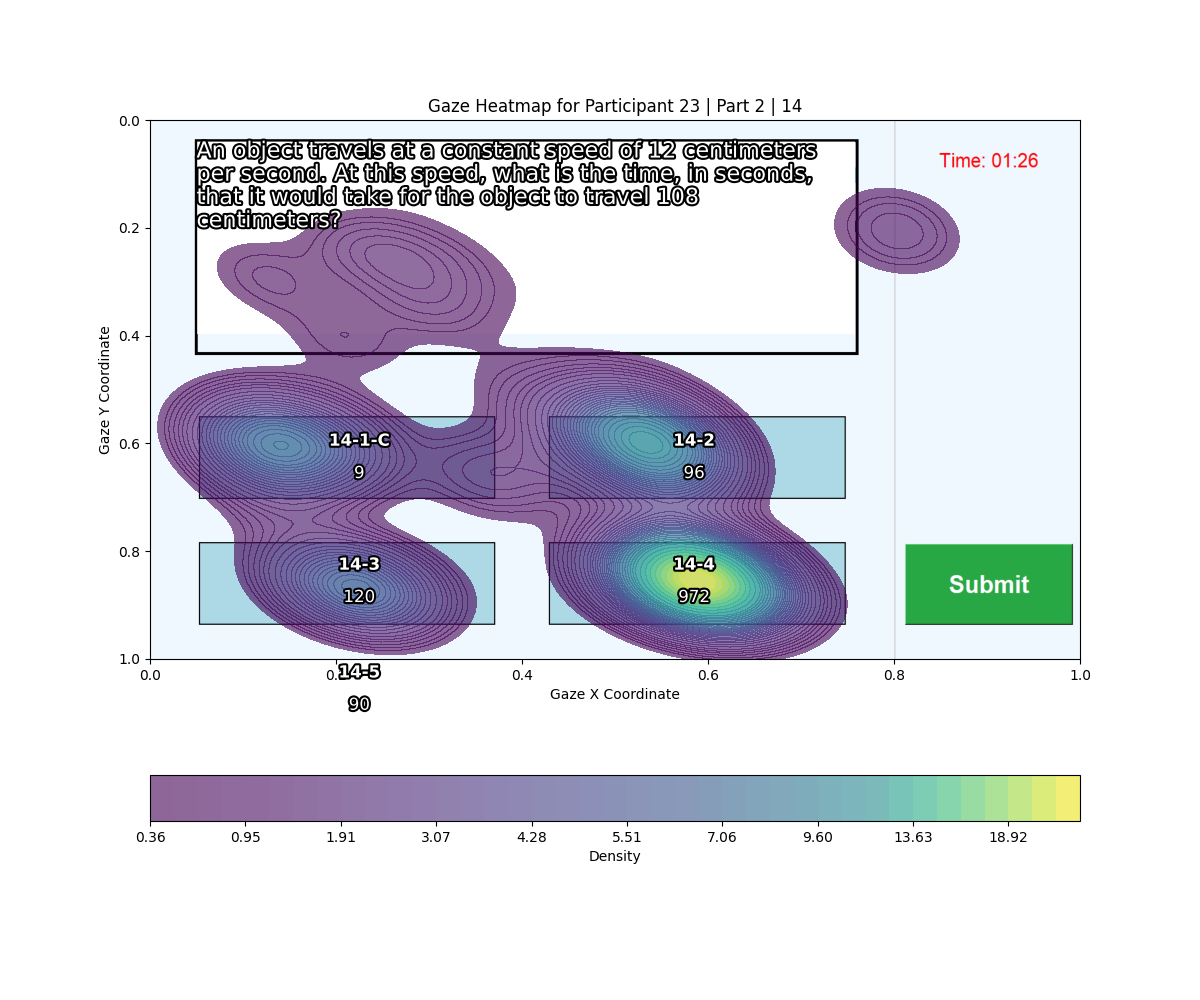 Gaze Heatmap for Participant 23 | Part 2 | 14
An object travels at a constant speed of 12 centimeters
per second. At this speed, what is the time, in seconds,
that it would take for the object to travel 108
centimeters?
Time: 01:26
0.0
0.2
0.4
0.6
0.8
1.0
Gaze Y Coordinate
14-1-C
9
14-2
96
14-3
120
14-4
972
Submit
0.0
0.4
0.6
0.8
1.0
14-5
90
Gaze X Coordinate
0.36
0.95
1.91
3.07
4.28
5.51
7.06
9.60
13.63
18.92
Density